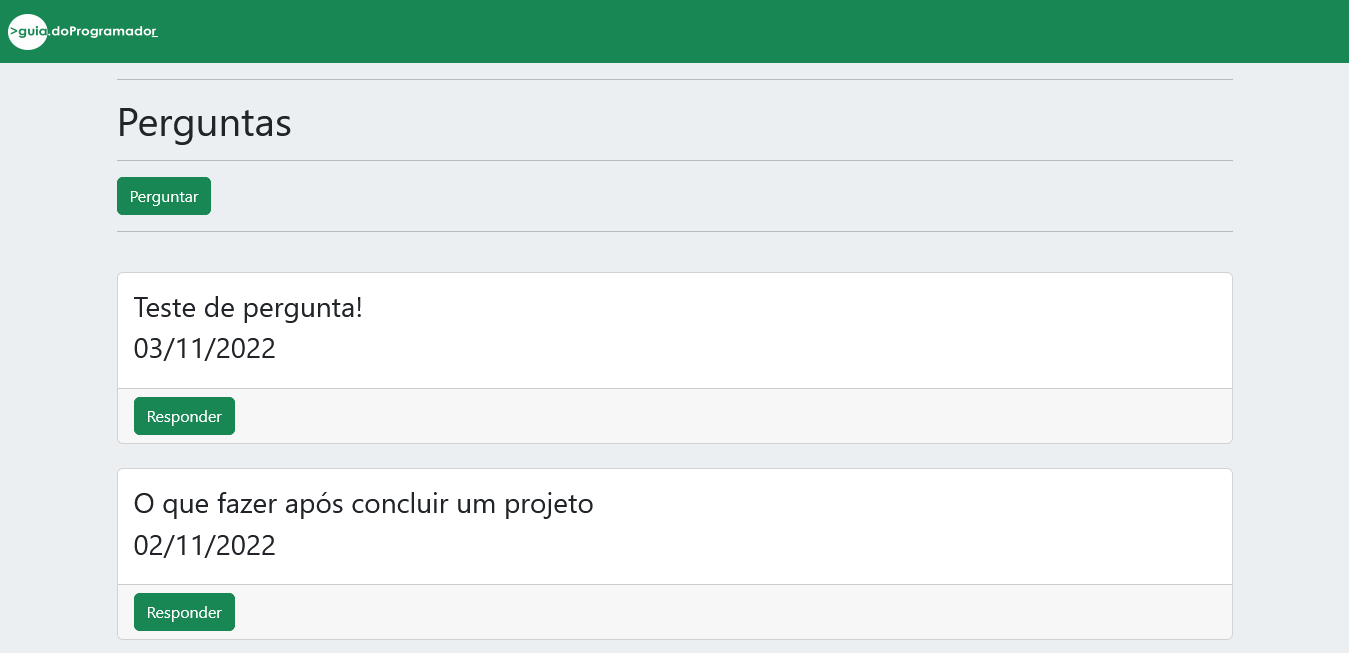 >guia.doProgramador_
Perguntas
Perguntar
Teste de pergunta!
03/11/2022
Responder
O que fazer após concluir um projeto
02/11/2022
Responder